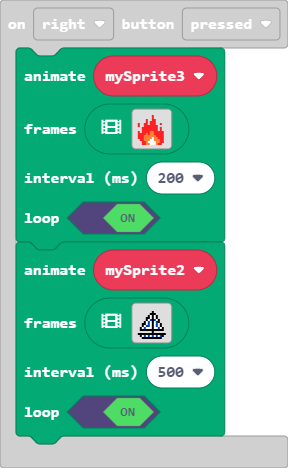 on right button pressed
animate mySprite3
frames
interval (ms) 200
loop ON
animate mySprite2
frames
interval (ms) 500
loop ON